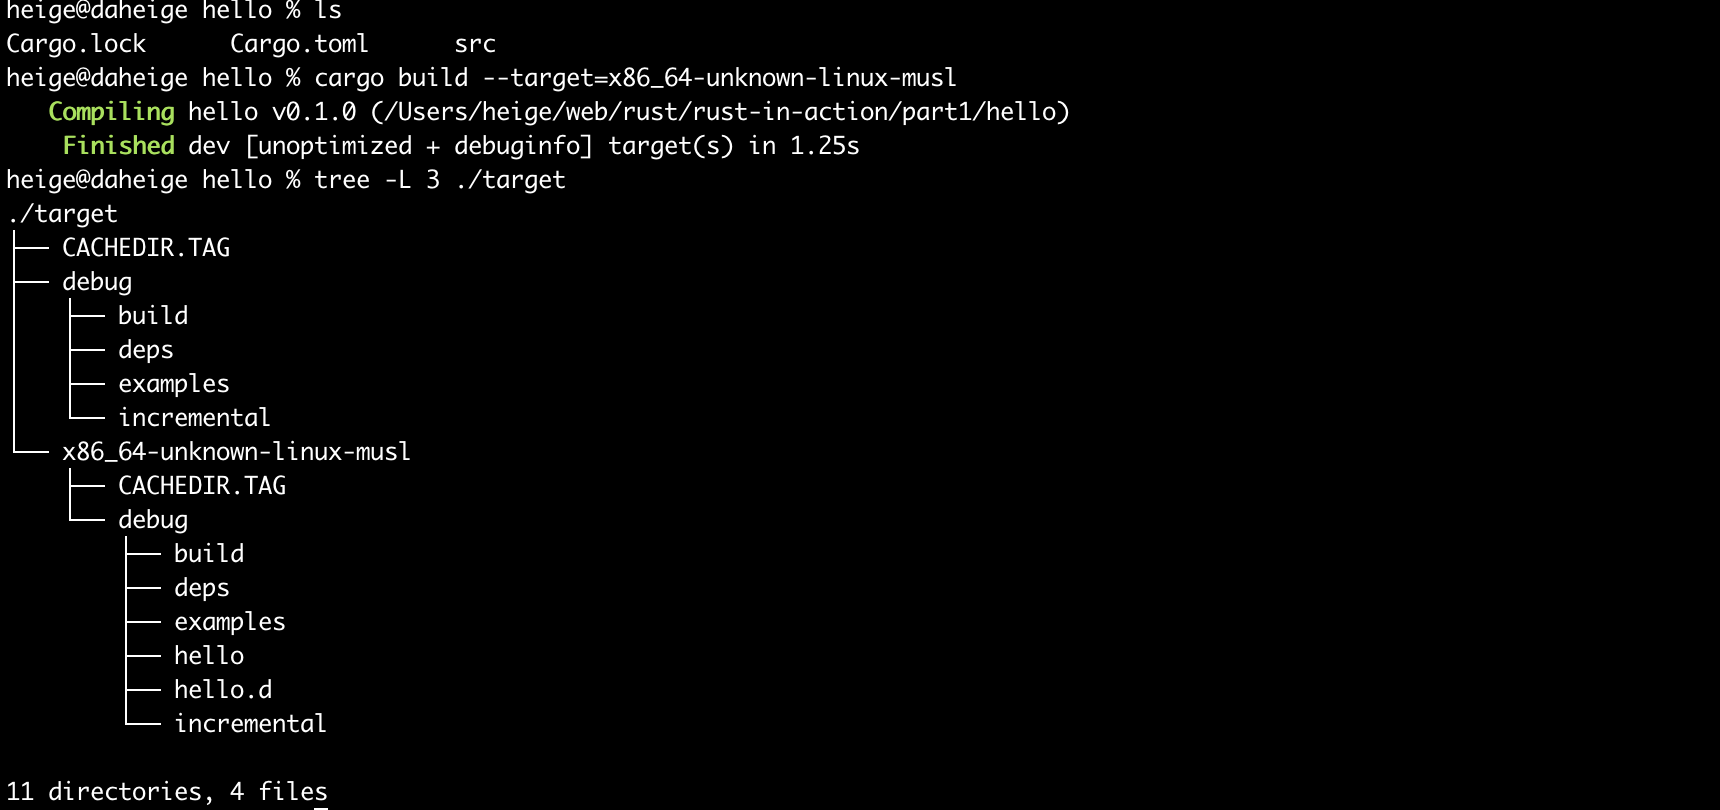 heige@daheige hello % ls
Cargo.lock      Cargo.toml      src
heige@daheige hello % cargo build --target=x86_64-unknown-linux-musl
   Compiling hello v0.1.0 (/Users/heige/web/rust/rust-in-action/part1/hello)
    Finished dev [unoptimized + debuginfo] target(s) in 1.25s
heige@daheige hello % tree -L 3 ./target
./target
├── CACHEDIR.TAG
├── debug
│   ├── build
│   ├── deps
│   ├── examples
│   └── incremental
└── x86_64-unknown-linux-musl
    ├── CACHEDIR.TAG
    └── debug
        ├── build
        ├── deps
        ├── examples
        ├── hello
        ├── hello.d
        └── incremental

11 directories, 4 files